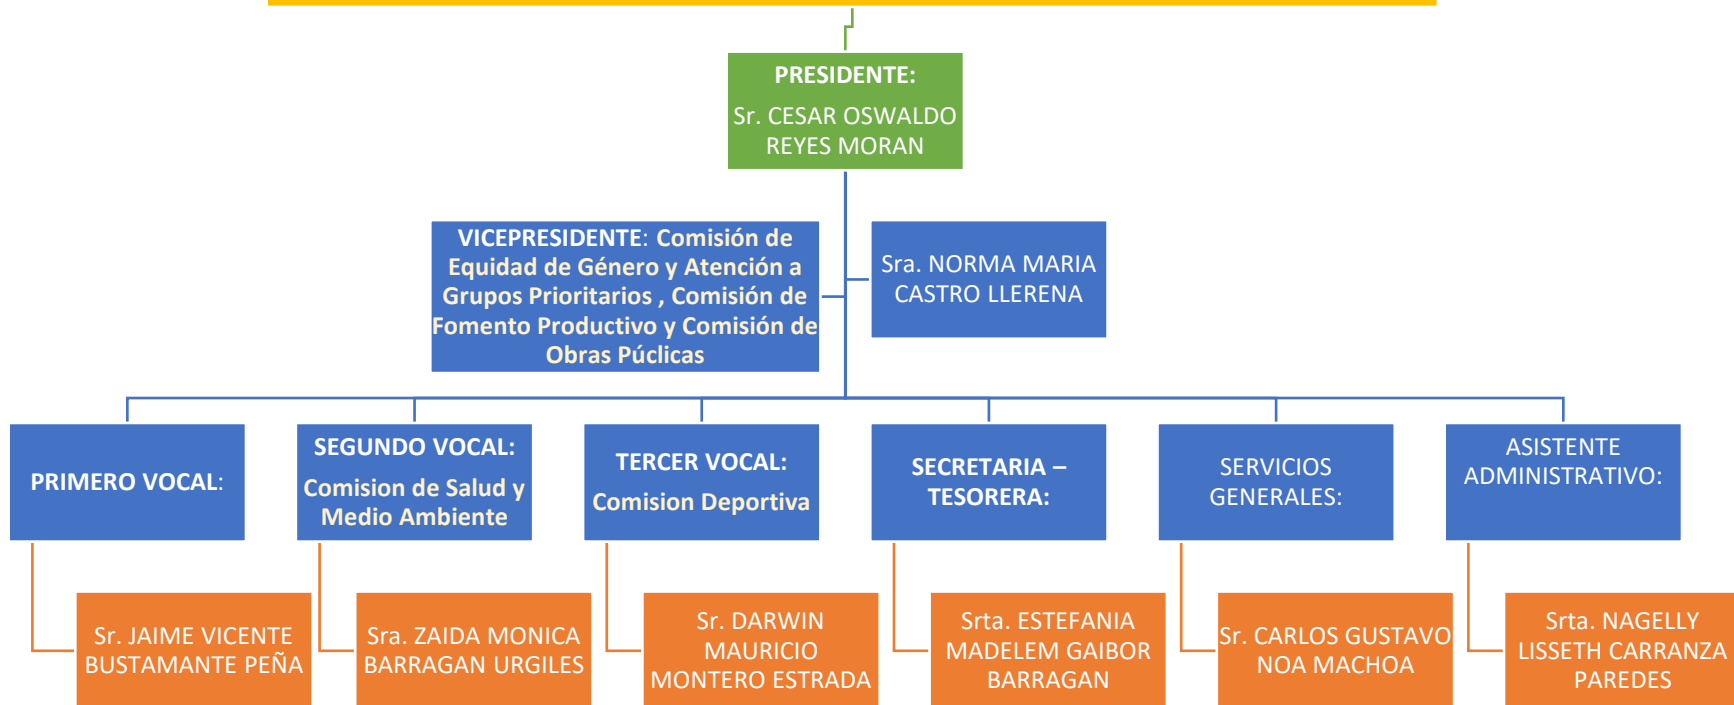 PRESIDENTE:
Sr. CESAR OSWALDO
REYES MORAN
VICEPRESIDENTE: Comisión de
Equidad de Género y Atención a
Grupos Prioritarios , Comisión de
Fomento Productivo y Comisión de
Obras Púclicas
Sra. NORMA MARIA
CASTRO LLERENA
PRIMERO VOCAL:
SEGUNDO VOCAL:
Comision de Salud y
Medio Ambiente
TERCER VOCAL:
Comision Deportiva
SECRETARIA –
TESORERA:
SERVICIOS
GENERALES:
ASISTENTE
ADMINISTRATIVO:
Sr. JAIME VICENTE
BUSTAMANTE PEÑA
Sra. ZAIDA MONICA
BARRAGAN URGILES
Sr. DARWIN
MAURICIO
MONTERO ESTRADA
Srta. ESTEFANIA
MADELEM GAIBOR
BARRAGAN
Sr. CARLOS GUSTAVO
NOA MACHOA
Srta. NAGELLY
LISSETH CARRANZA
PAREDES